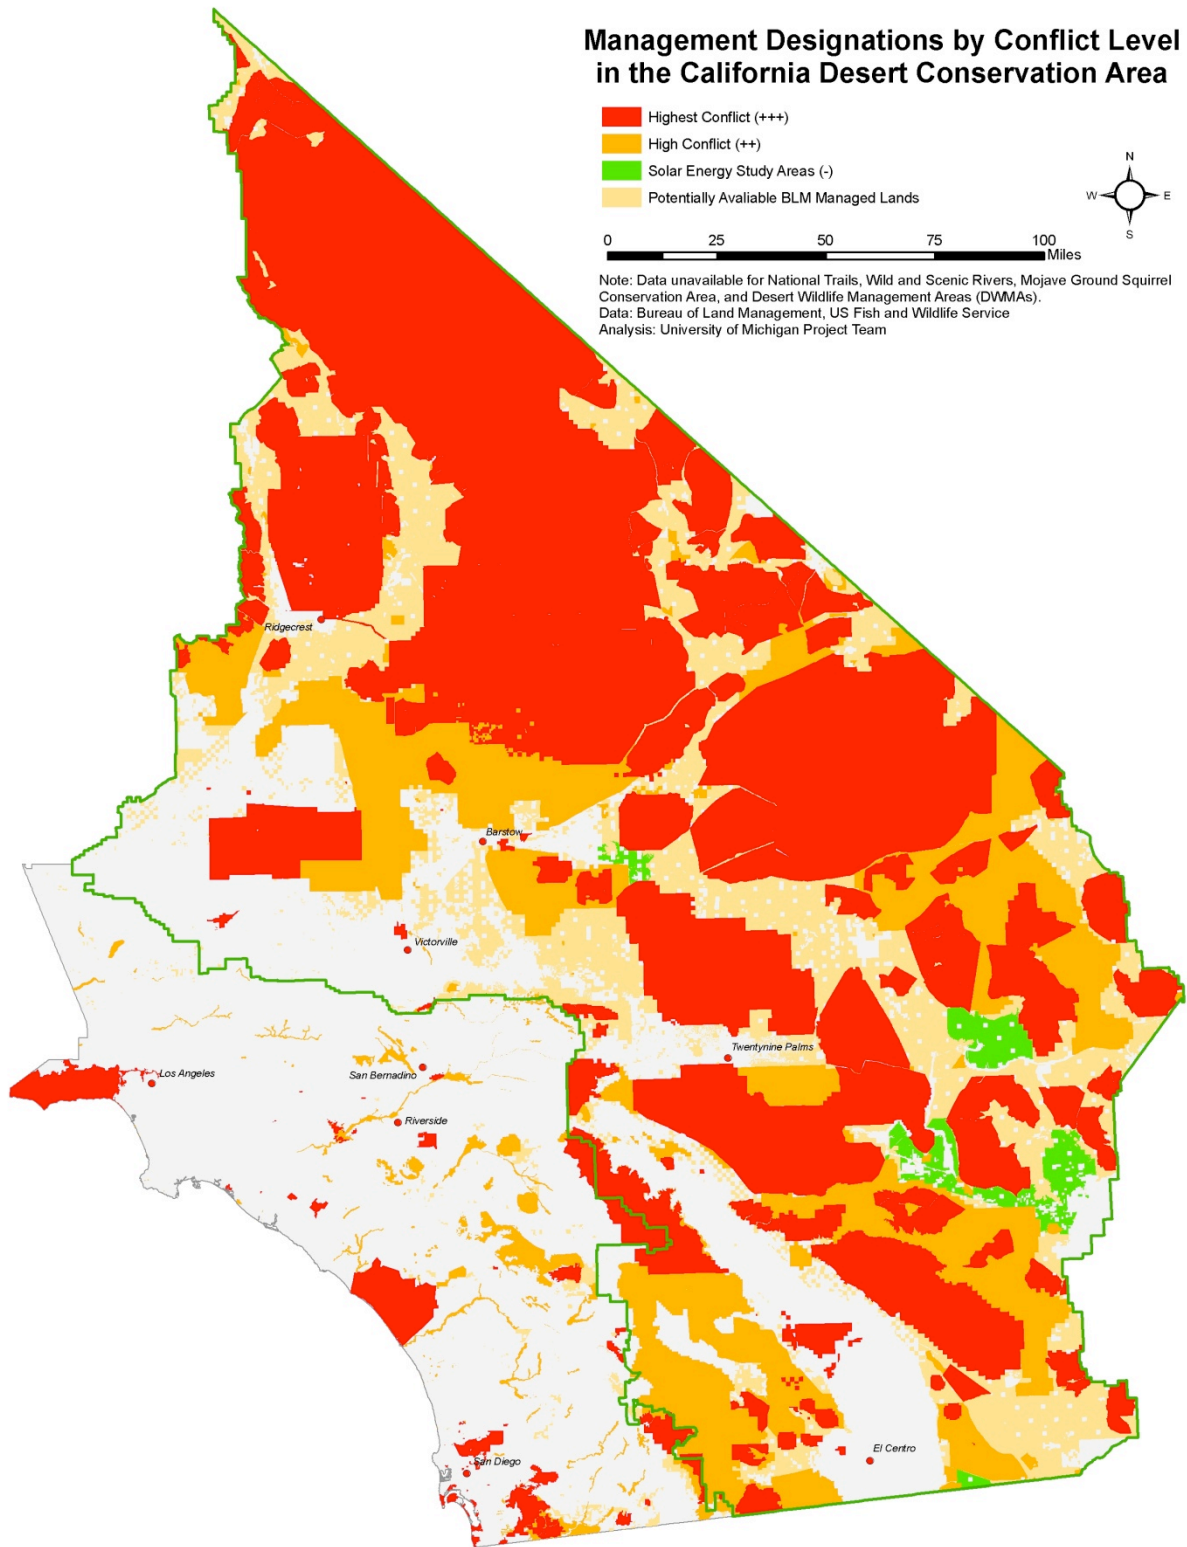 Management Designations by Conflict Level
in the California Desert Conservation Area
Highest Conflict (+++)
High Conflict (++)
Solar Energy Study Areas (-)
Potentially Avaliable BLM Managed Lands
N
W
E
S
0
25
50
75
100
Miles
Note: Data unavailable for National Trails, Wild and Scenic Rivers, Mojave Ground Squirrel
Conservation Area, and Desert Wildlife Management Areas (DWMAs).
Data: Bureau of Land Management, US Fish and Wildlife Service
Analysis: University of Michigan Project Team
Ridgecrest
Barstow
Victorville
Twentynine Palms
Los Angeles
San Bernadino
Riverside
El Centro
San Diego